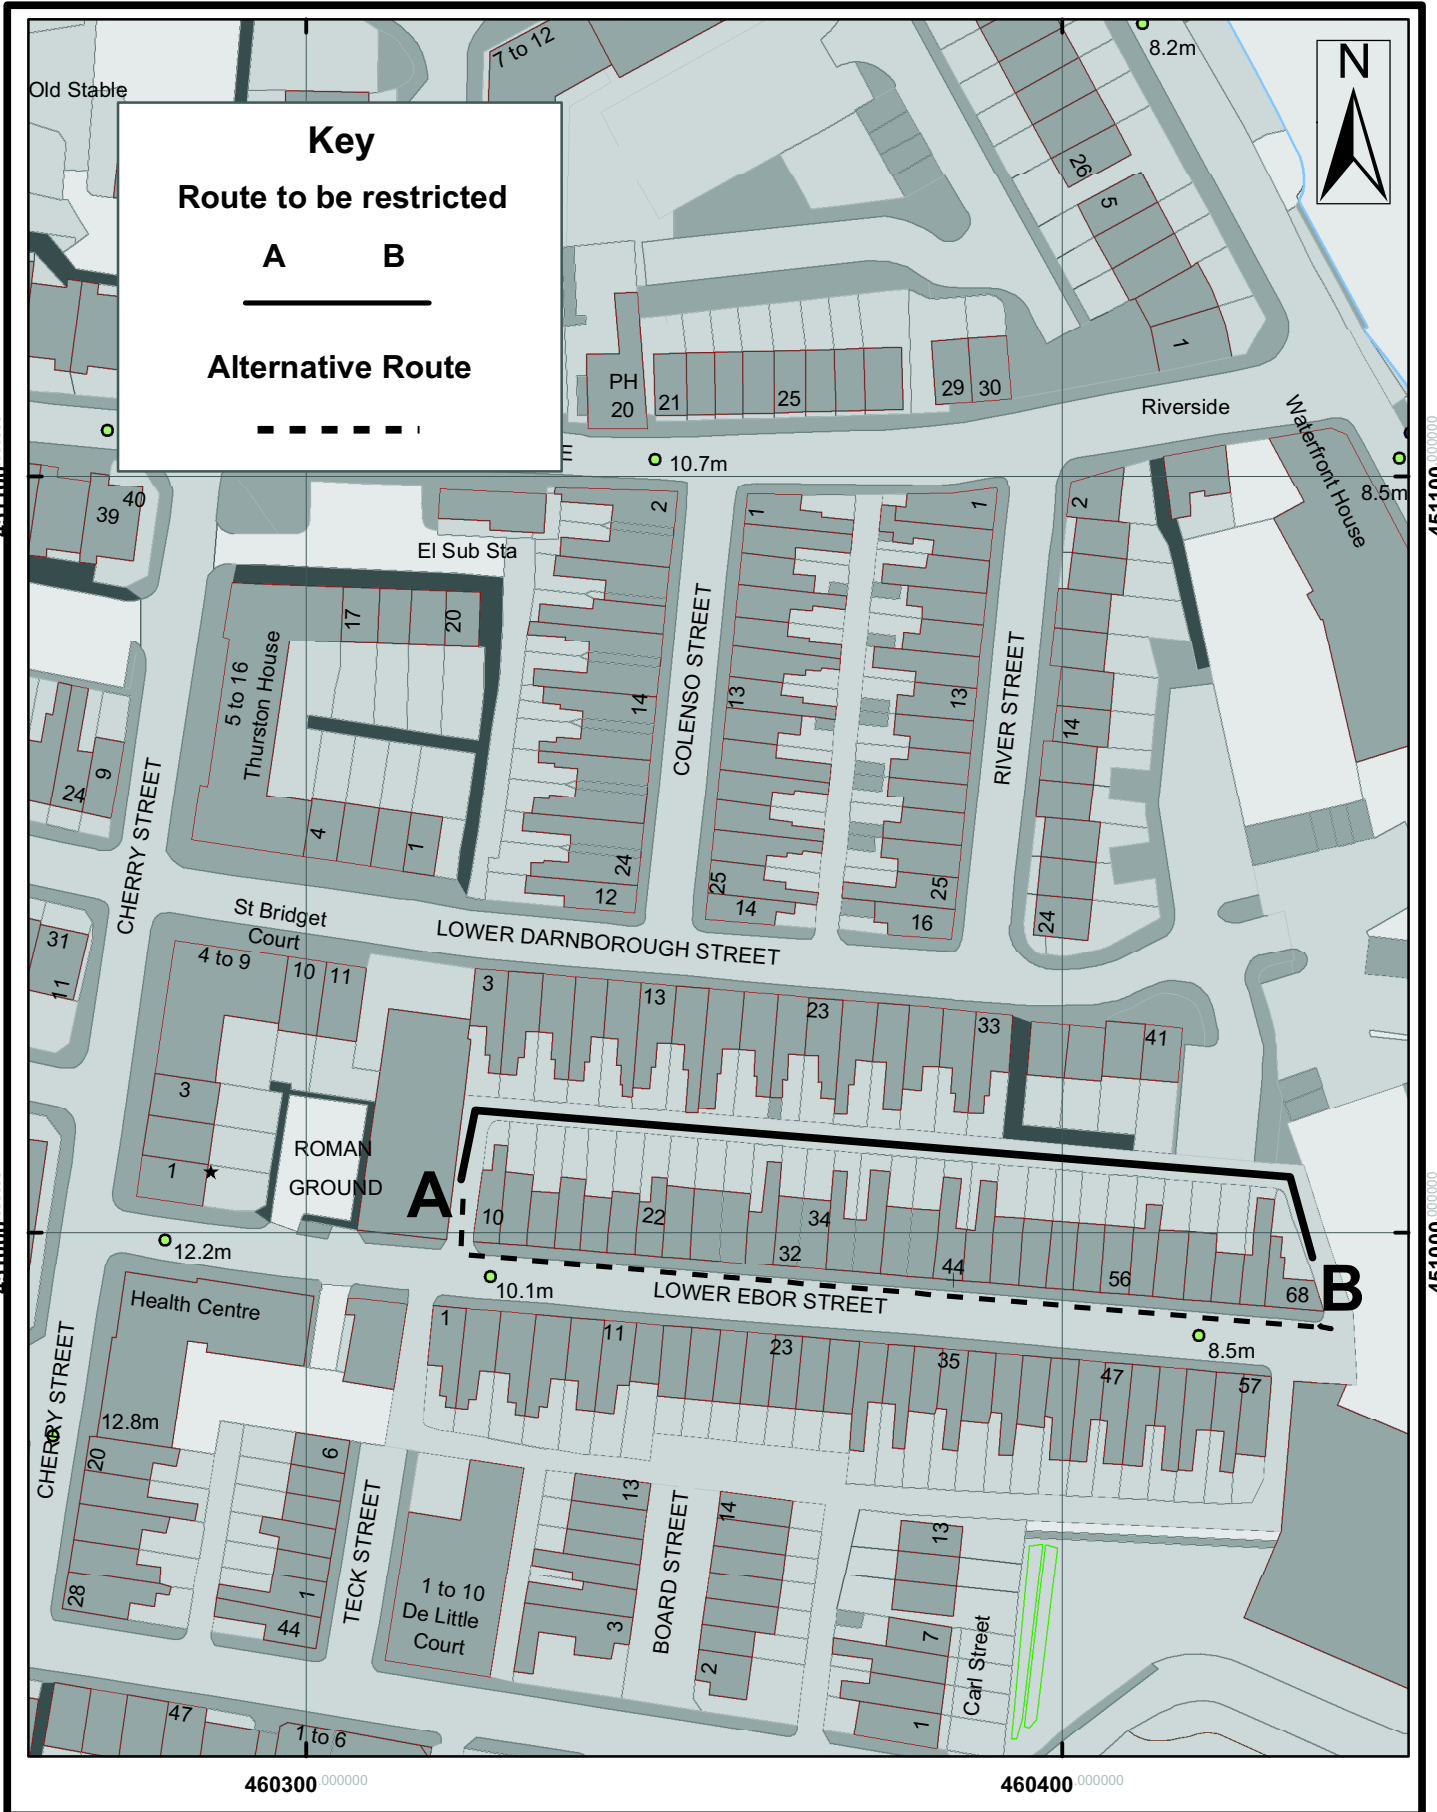 7 to 12
8.2m
N
Old Stable
Key
Route to be restricted
A B
Alternative Route
26
5
1
PH
20
21
25
29
30
Riverside
Waterfront House
E
10.7m
8.5m
451100.000000
40
39
El Sub Sta
2
1
1
2
17
20
5 to 16
Thurston House
14
13
13
14
COLENSO STREET
RIVER STREET
24
9
CHERRY STREET
4
1
24
12
25
14
25
16
24
St Bridget
Court
LOWER DARNBOROUGH STREET
31
11
4 to 9
10
11
3
13
23
33
41
3
1
ROMAN
GROUND
A
10
22
34
32
44
56
68
B
451000.000000
12.2m
10.1m
LOWER EBOR STREET
8.5m
Health Centre
1
11
23
35
47
57
CHERRY STREET
12.8m
20
28
6
1
44
TECK STREET
1 to 10
De Little
Court
13
3
BOARD STREET
14
2
13
7
1
Carl Street
47
1 to 6
460300.000000
460400.000000